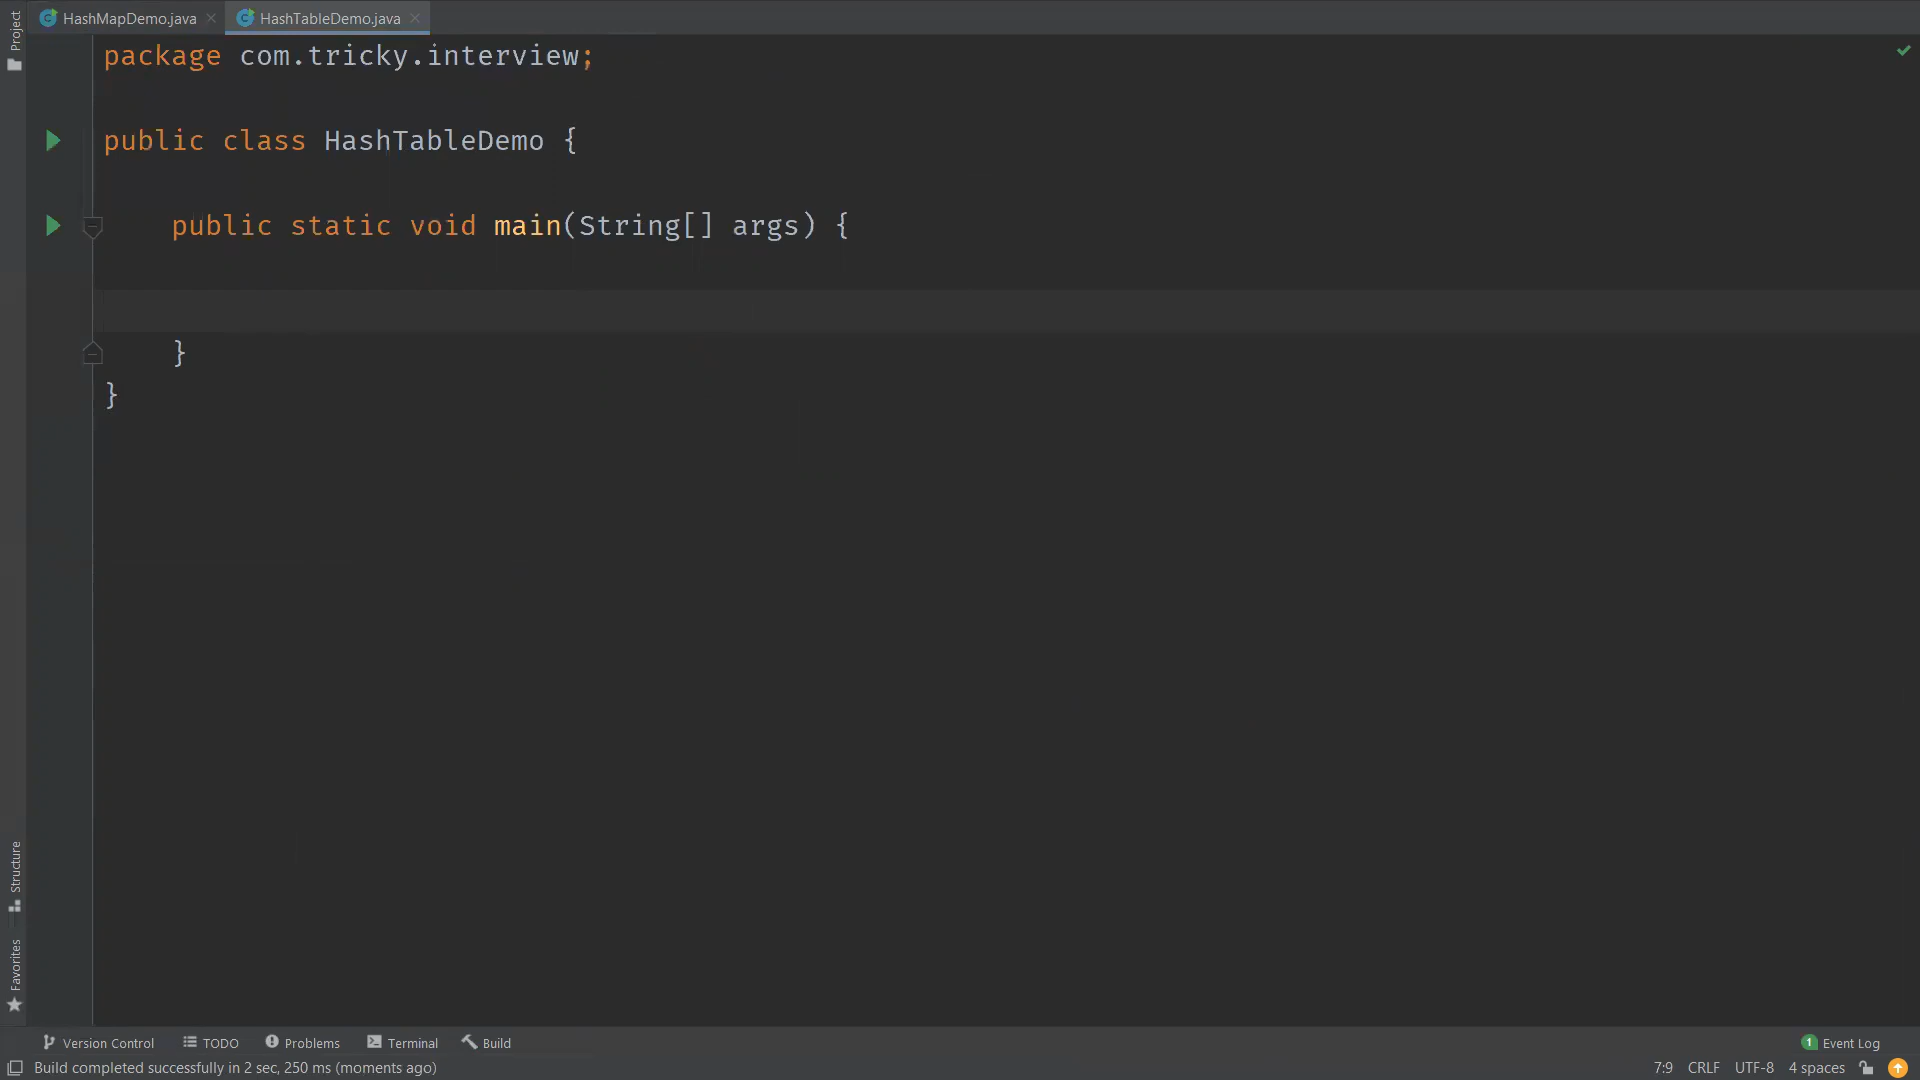 HashMapDemo.java
HashTableDemo.java
Project
package com.tricky.interview;
public class HashTableDemo {
public static void main(String[] args) {
}
}
Structure
Favorites
Version Control
TODO
Problems
Terminal
Build
1 Event Log
Build completed successfully in 2 sec, 250 ms (moments ago)
7:9
CRLF
UTF-8
4 spaces